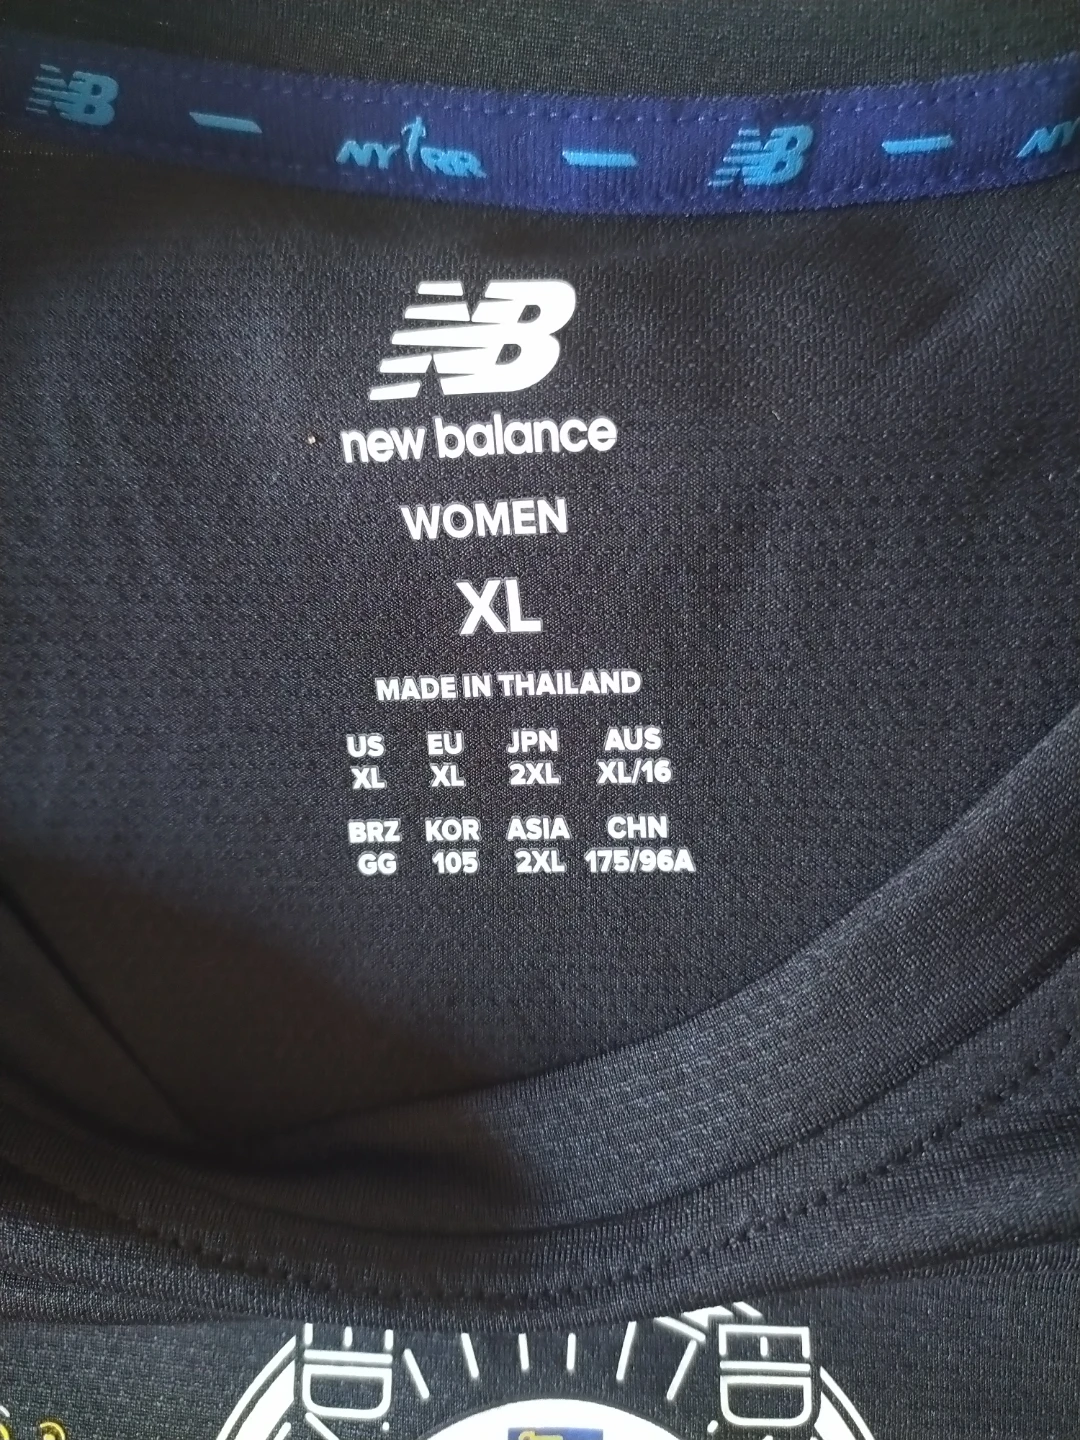 NB NYRR NB NY
NB
new balance
WOMEN
XL
MADE IN THAILAND
US EU JPN AUS
XL XL 2XL XL/16
BRZ KOR ASIA CHN
GG 105 2XL 175/96A